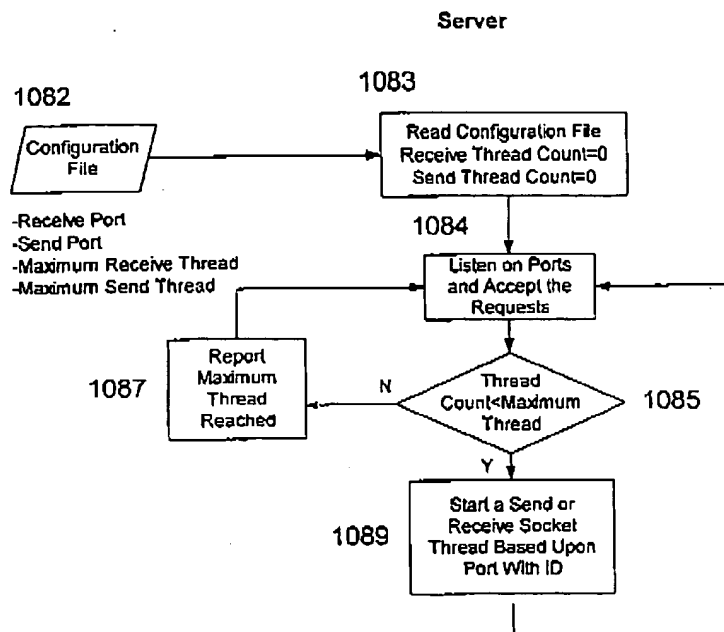 Server
1082
Configuration
File
-Receive Port
-Send Port
-Maximum Receive Thread
-Maximum Send Thread
1083
Read Configuration File
Receive Thread Count=0
Send Thread Count=0
1084
Listen on Ports
and Accept the
Requests
1087
Report
Maximum
Thread
Reached
N
Thread
Count<Maximum
Thread
1085
Y
1089
Start a Send or
Receive Socket
Thread Based Upon
Port With ID